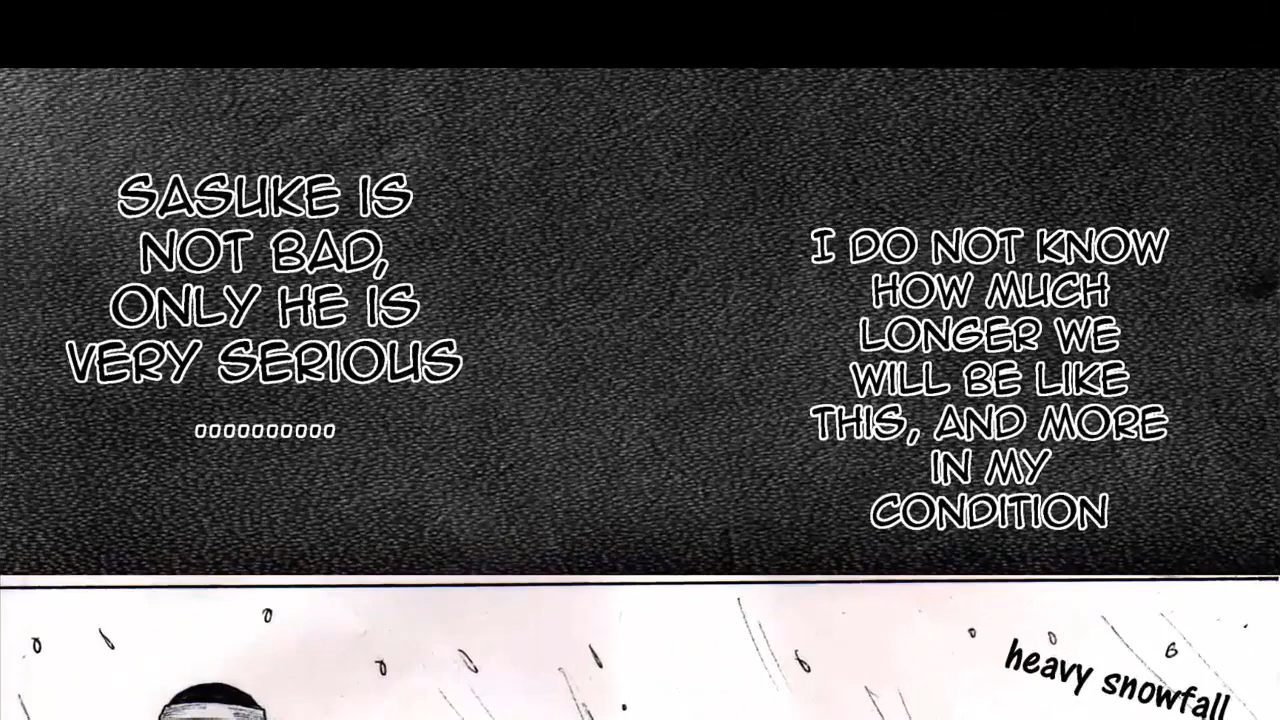 SASUKE IS
NOT BAD,
ONLY HE IS
VERY SERIOUS
..........
I DO NOT KNOW
HOW MUCH
LONGER WE
WILL BE LIKE
THIS, AND MORE
IN MY
CONDITION
heavy snowfall